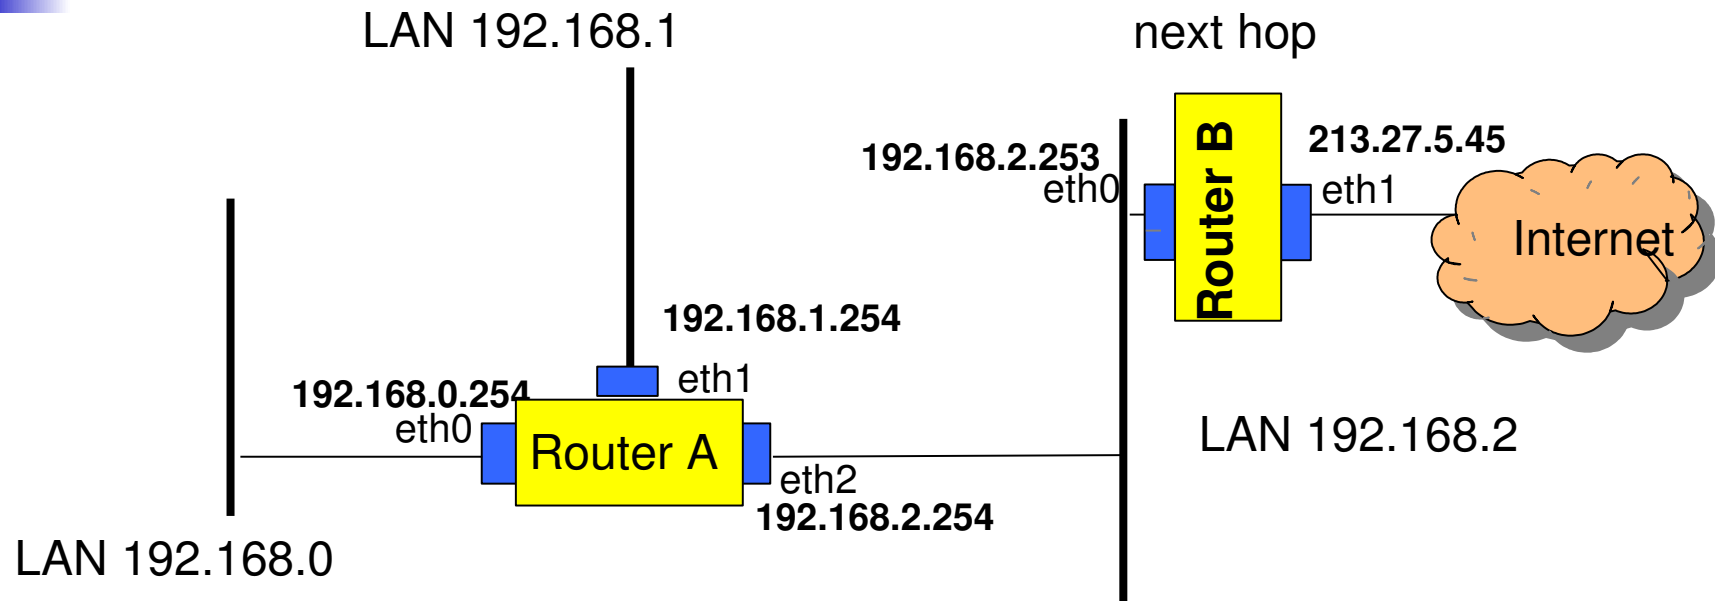 LAN 192.168.1
next hop
192.168.2.253
eth0
Router B
213.27.5.45
eth1
Internet
192.168.1.254
eth1
192.168.0.254
eth0
Router A
eth2
192.168.2.254
LAN 192.168.2
LAN 192.168.0